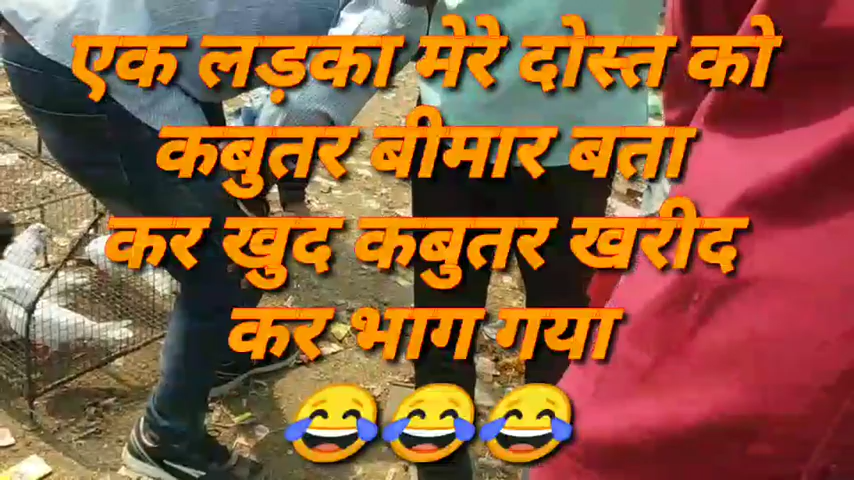 एक लड़का मेरे दोस्त को
कबुतर बीमार बता
कर खुद कबुतर खरीद
कर भाग गया
😂😂😂